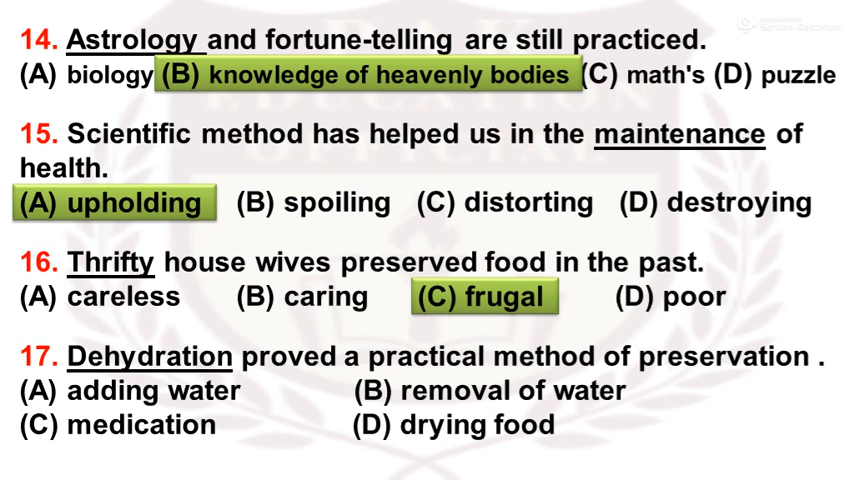 14. Astrology and fortune-telling are still practiced.
(A) biology (B) knowledge of heavenly bodies (C) math's (D) puzzle
15. Scientific method has helped us in the maintenance of
health.
(A) upholding (B) spoiling (C) distorting (D) destroying
16. Thrifty house wives preserved food in the past.
(A) careless (B) caring (C) frugal (D) poor
17. Dehydration proved a practical method of preservation .
(A) adding water (B) removal of water
(C) medication (D) drying food
EDUCATION
OFFICIAL